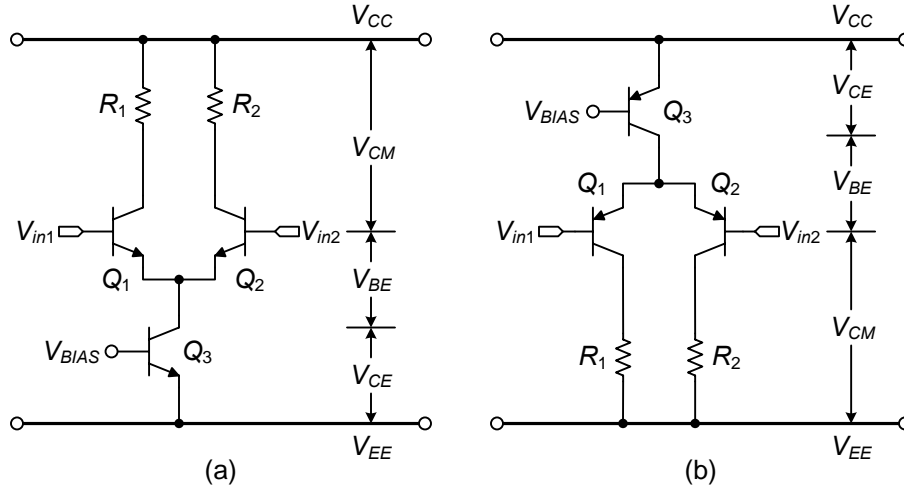 V_CC
R_1
R_2
V_CM
V_in1
V_in2
Q_1
Q_2
V_BE
V_BIAS
Q_3
V_CE
V_EE
(a)
V_CC
V_CE
V_BIAS
Q_3
V_BE
Q_1
Q_2
V_in1
V_in2
V_CM
R_1
R_2
V_EE
(b)